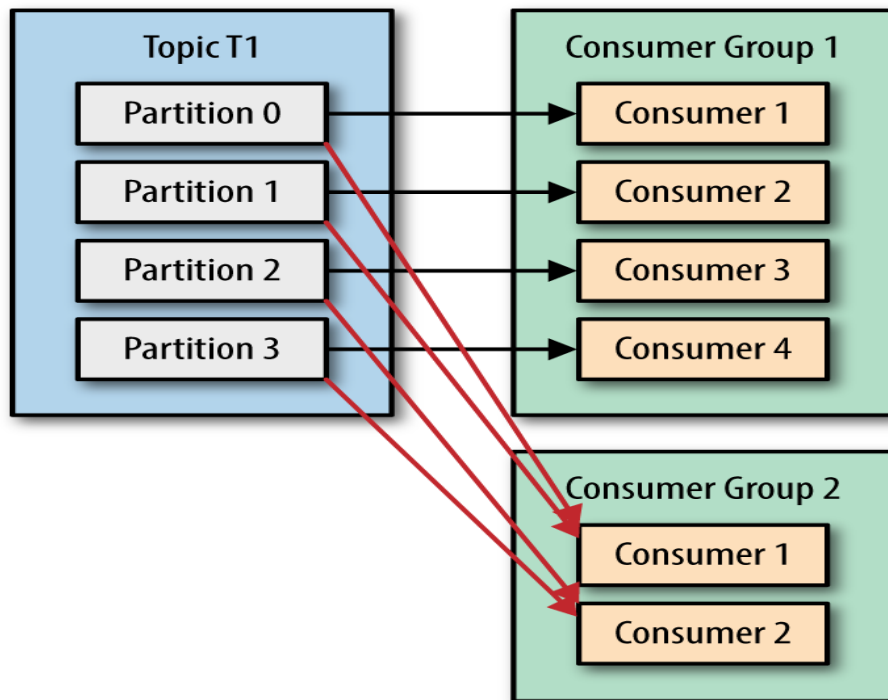 Topic T1
Partition 0
Partition 1
Partition 2
Partition 3
Consumer Group 1
Consumer 1
Consumer 2
Consumer 3
Consumer 4
Consumer Group 2
Consumer 1
Consumer 2